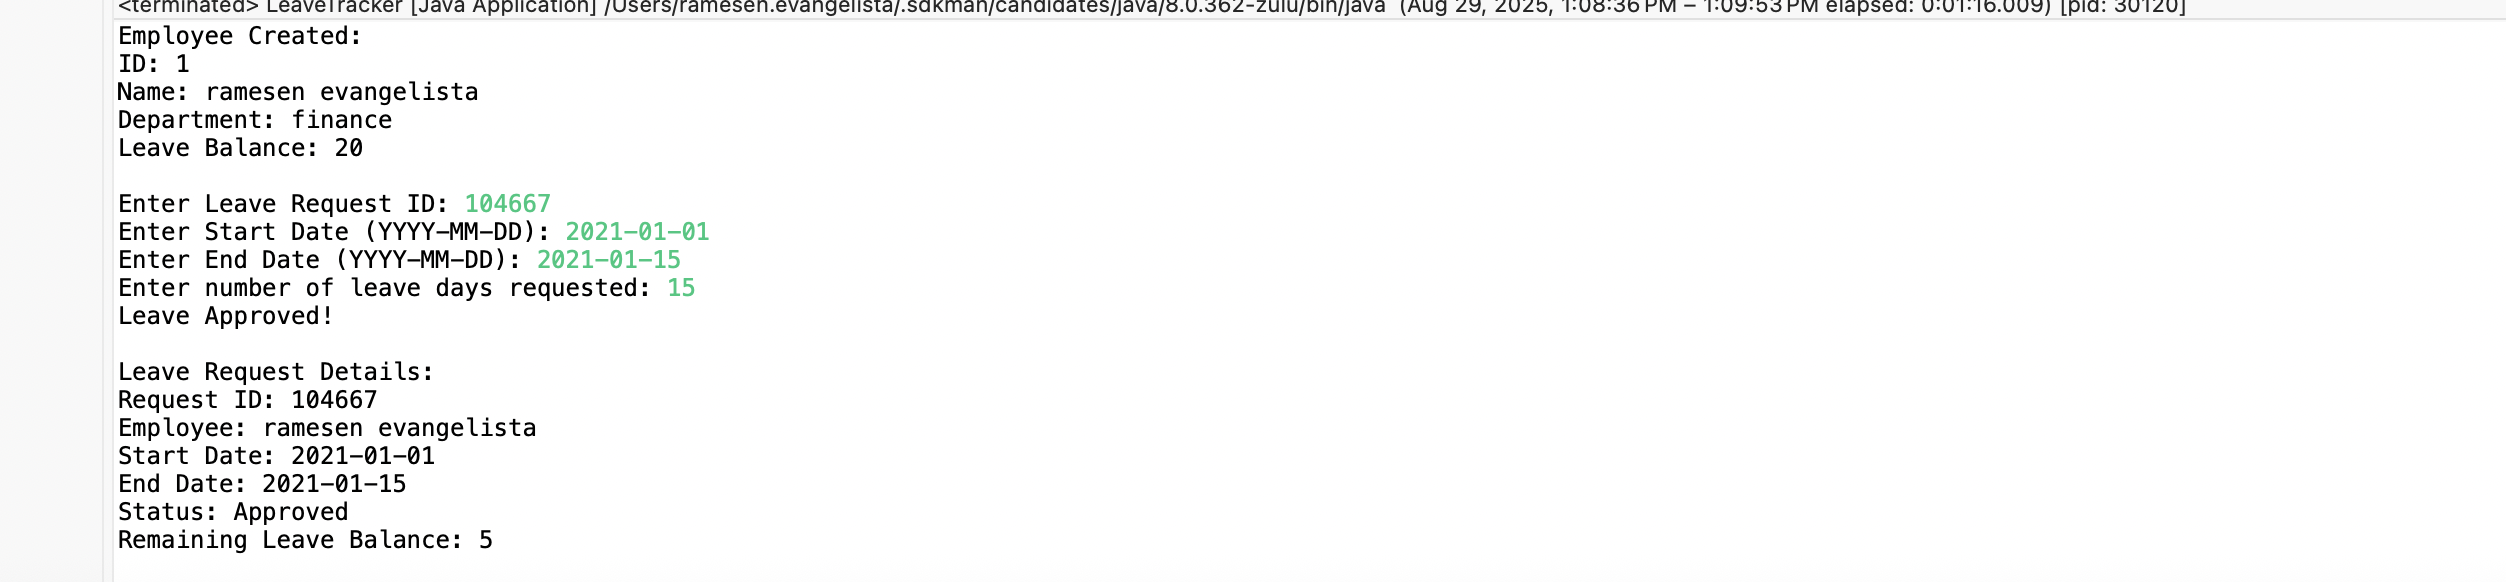 <terminated> LeaveTracker [Java Application] /Users/ramesen.evangelista/.sdkman/candidates/java/8.0.362-zulu/bin/java (Aug 29, 2025, 1:08:36 PM – 1:09:53 PM elapsed: 0:01:16.009) [pid: 30120]
Employee Created:
ID: 1
Name: ramesen evangelista
Department: finance
Leave Balance: 20
Enter Leave Request ID: 104667
Enter Start Date (YYYY-MM-DD): 2021-01-01
Enter End Date (YYYY-MM-DD): 2021-01-15
Enter number of leave days requested: 15
Leave Approved!
Leave Request Details:
Request ID: 104667
Employee: ramesen evangelista
Start Date: 2021-01-01
End Date: 2021-01-15
Status: Approved
Remaining Leave Balance: 5